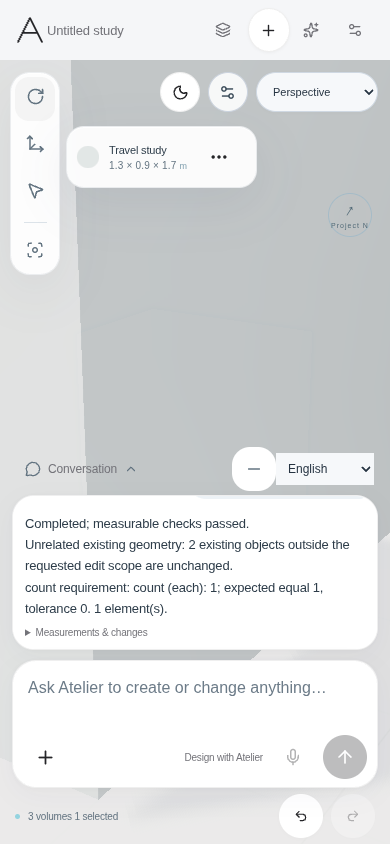 Untitled study
Perspective
Travel study
1.3 × 0.9 × 1.7 m
Project N
Conversation
English
Completed; measurable checks passed.
Unrelated existing geometry: 2 existing objects outside the
requested edit scope are unchanged.
count requirement: count (each): 1; expected equal 1,
tolerance 0. 1 element(s).
Measurements & changes
Ask Atelier to create or change anything…
Design with Atelier
3 volumes 1 selected